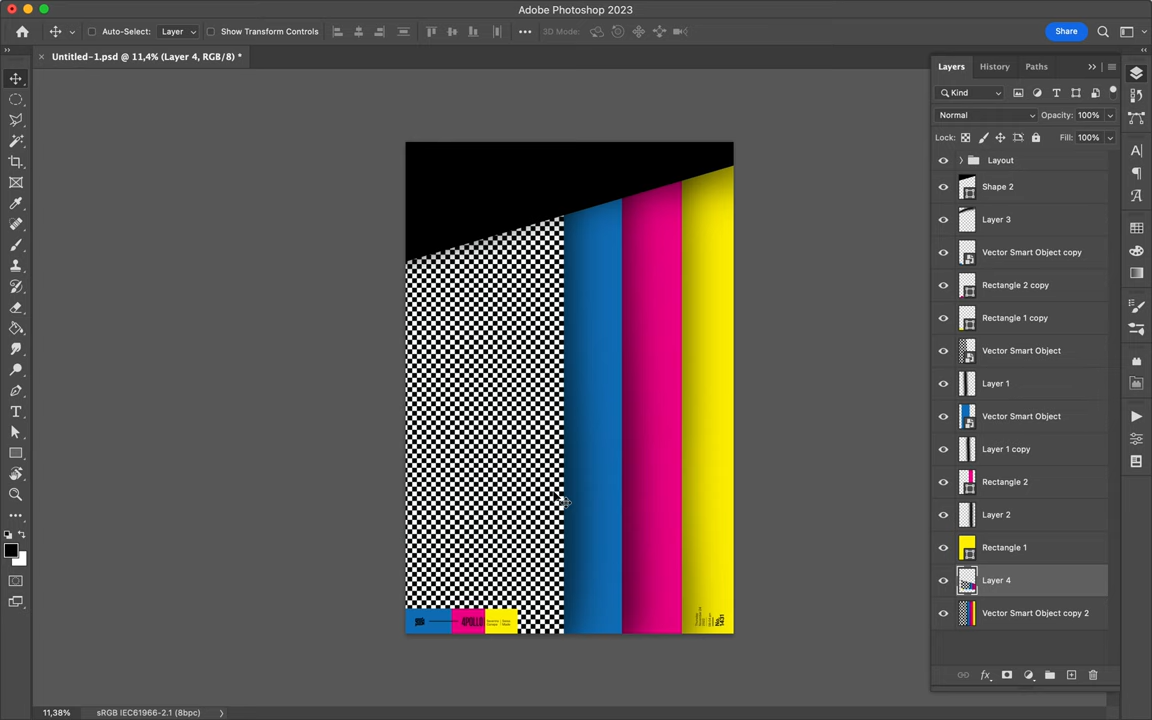 Adobe Photoshop 2023
Auto-Select: Layer Show Transform Controls
3D Mode:
Share
Untitled-1.psd @ 11,4% (Layer 4, RGB/8) *
Layers History Paths
Kind
Normal Opacity: 100%
Lock: Fill: 100%
Layout
Shape 2
Layer 3
Vector Smart Object copy
Rectangle 2 copy
Rectangle 1 copy
Vector Smart Object
Layer 1
Vector Smart Object
Layer 1 copy
Rectangle 2
Layer 2
Rectangle 1
Layer 4
Vector Smart Object copy 2
APOLLO
No. 1431
11,38% sRGB IEC61966-2.1 (8bpc)